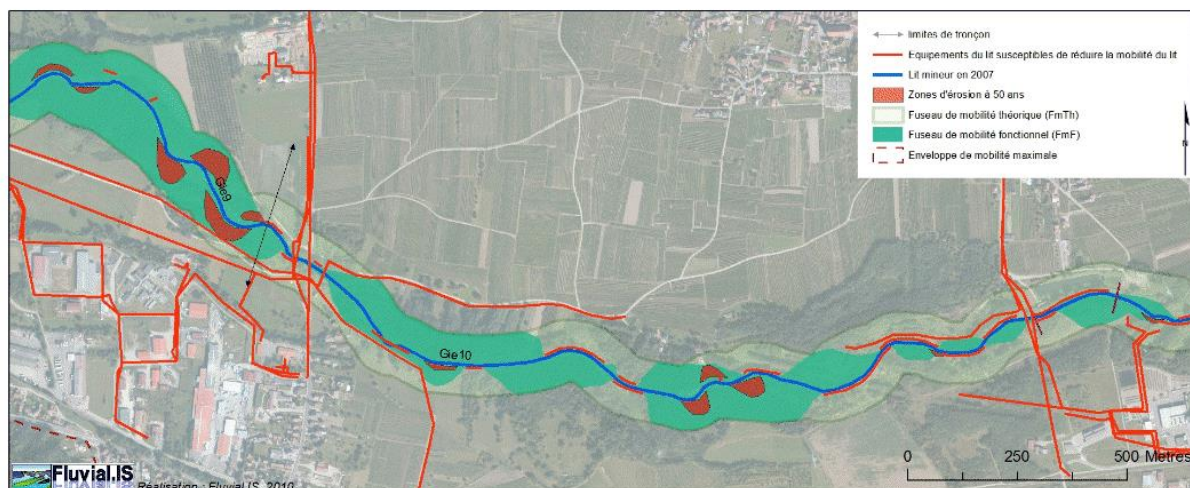 limites de tronçon
Equipements du lit susceptibles de réduire la mobilité du lit
Lit mineur en 2007
Zones d'érosion à 50 ans
Fuseau de mobilité théorique (FmTh)
Fuseau de mobilité fonctionnel (FmF)
Enveloppe de mobilité maximale
N
Gie9
Gie10
0 250 500 Mètres
Fluvial.IS
Réalisation : Fluvial.IS, 2010